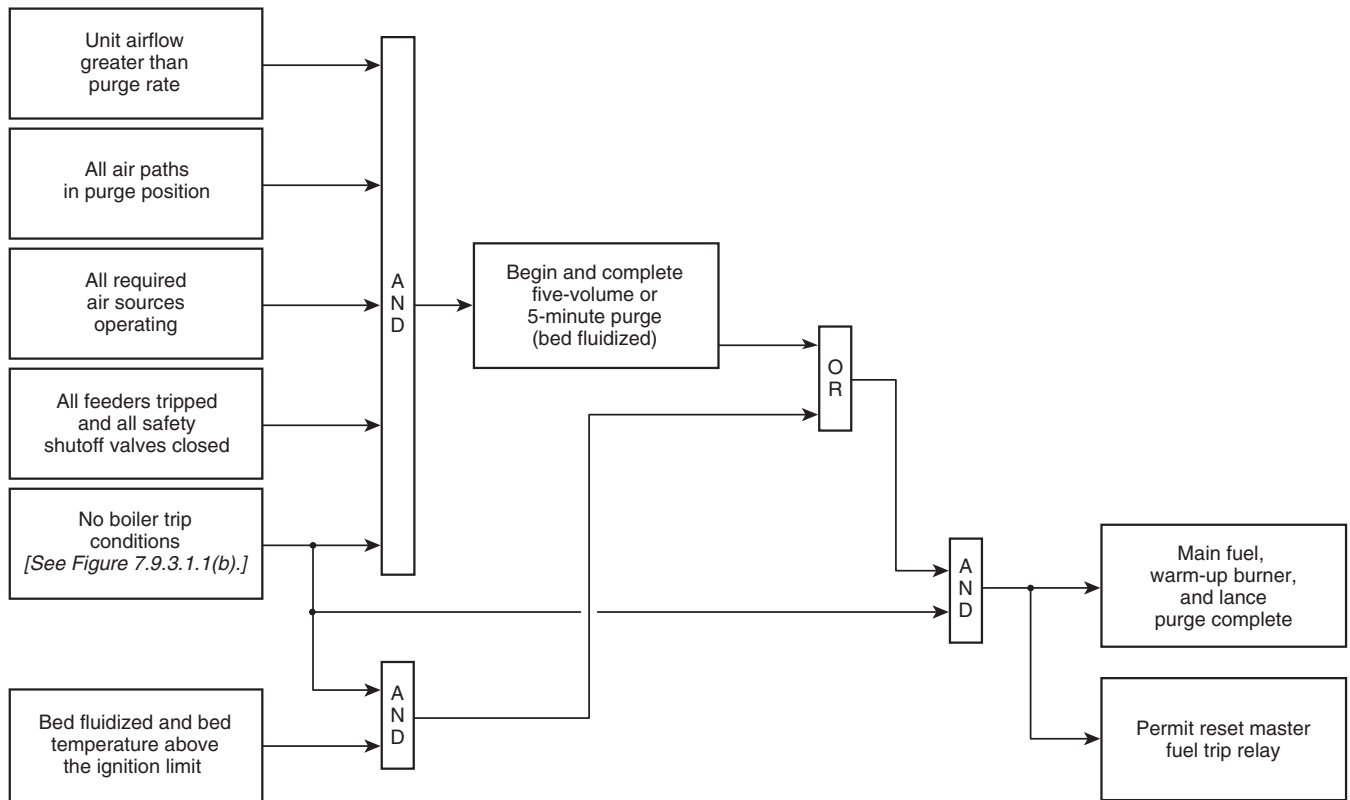 Unit airflow
greater than
purge rate
All air paths
in purge position
All required
air sources
operating
All feeders tripped
and all safety
shutoff valves closed
No boiler trip
conditions
[See Figure 7.9.3.1.1(b).]
Bed fluidized and bed
temperature above
the ignition limit
A
N
D
A
N
D
Begin and complete
five-volume or
5-minute purge
(bed fluidized)
O
R
A
N
D
Main fuel,
warm-up burner,
and lance
purge complete
Permit reset master
fuel trip relay